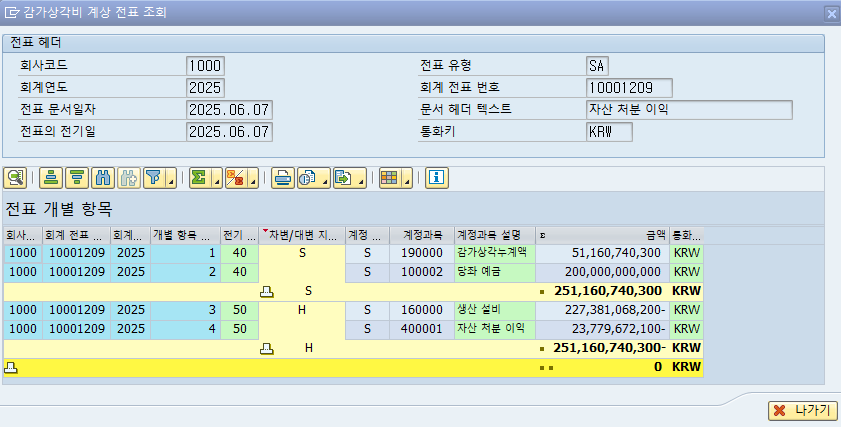 감가상각비 계상 전표 조회
전표 헤더
회사코드 1000 전표 유형 SA
회계연도 2025 회계 전표 번호 10001209
전표 문서일자 2025.06.07 문서 헤더 텍스트 자산 처분 이익
전표의 전기일 2025.06.07 통화키 KRW
전표 개별 항목
회사... 회계 전표 ... 회계... 개별 항목 ... 전기 ... 차변/대변 지... 계정 ... 계정과목 계정과목 설명 Σ 금액 통화...
1000 10001209 2025 1 40 S S 190000 감가상각누계액 51,160,740,300 KRW
1000 10001209 2025 2 40 S 100002 당좌 예금 200,000,000,000 KRW
S 251,160,740,300 KRW
1000 10001209 2025 3 50 H S 160000 생산 설비 227,381,068,200- KRW
1000 10001209 2025 4 50 S 400001 자산 처분 이익 23,779,672,100- KRW
H 251,160,740,300- KRW
0 KRW
나가기